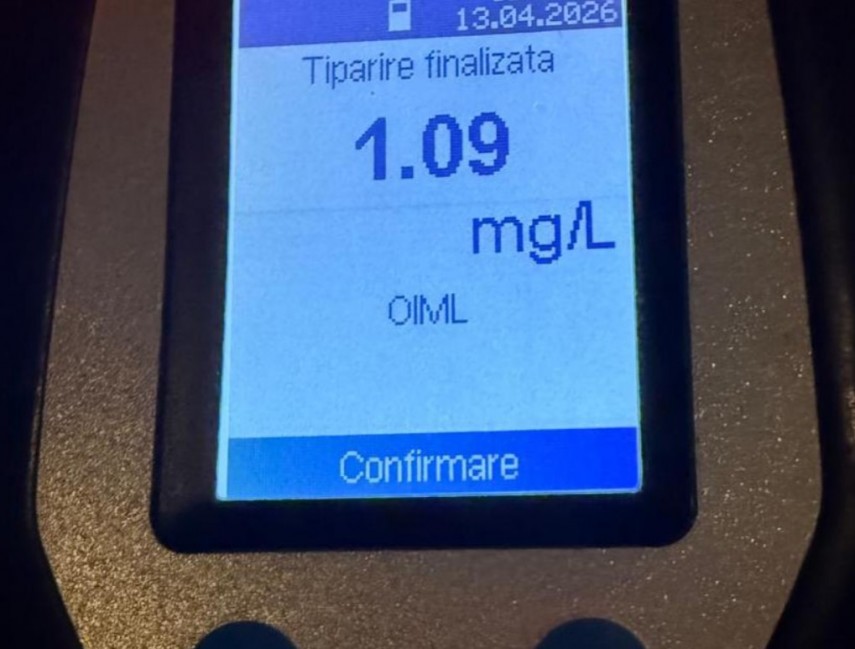 13.04.2026
Tiparire finalizata
1.09
mg/L
OIML
Confirmare